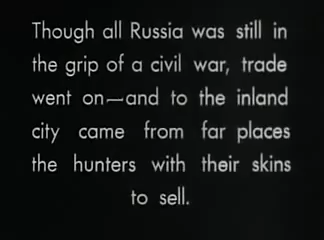 Though all Russia was still in
the grip of a civil war, trade
went on—and to the inland
city came from far places
the hunters with their skins
to sell.